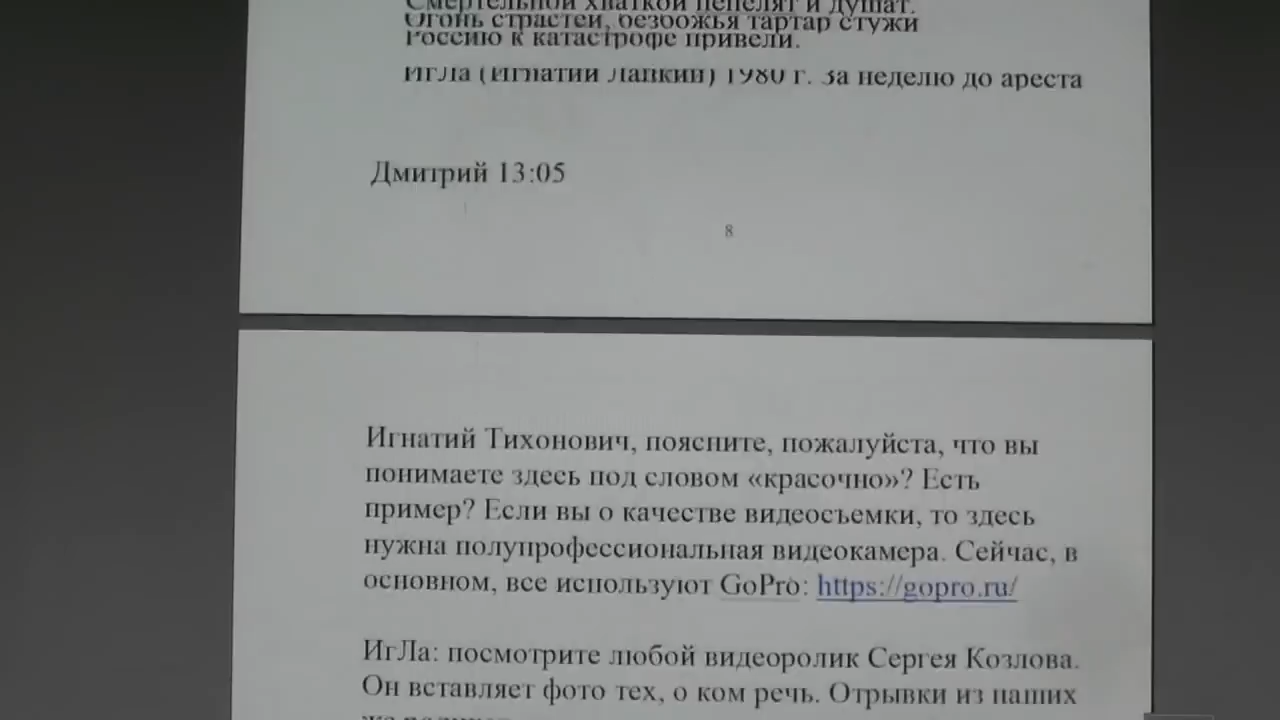 Смертельной хваткой пепелят и душат.
Огонь страстей, безбожья тартар стужи
Россию к катастрофе привели.
ИгЛа (Игнатий Лапкин) 1980 г. За неделю до ареста
Дмитрий 13:05
8
Игнатий Тихонович, поясните, пожалуйста, что вы
понимаете здесь под словом «красочно»? Есть
пример? Если вы о качестве видеосъемки, то здесь
нужна полупрофессиональная видеокамера. Сейчас, в
основном, все используют GoPro: https://gopro.ru/
ИгЛа: посмотрите любой видеоролик Сергея Козлова.
Он вставляет фото тех, о ком речь. Отрывки из наших